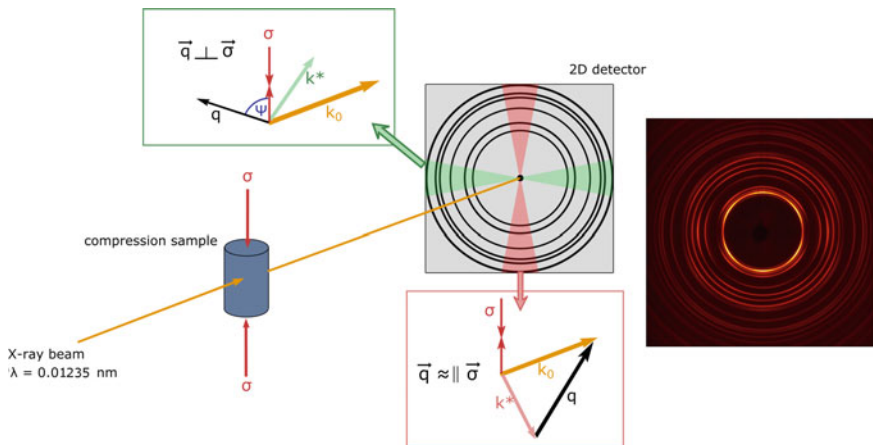 σ
q ⊥ σ
k*
ψ
q
k₀
2D detector
σ
compression sample
X-ray beam
λ = 0.01235 nm
σ
σ
q ≈ ∥ σ
k₀
k*
q